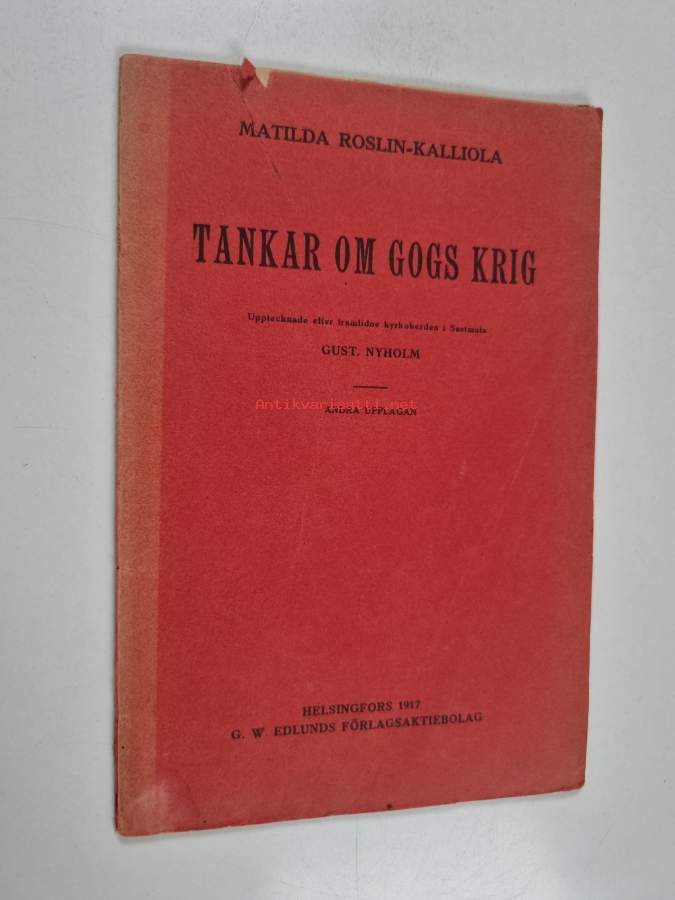 MATILDA ROSLIN-KALLIOLA
TANKAR OM GOGS KRIG
Upptecknade efter framlidne kyrkoherden i Sastmola
GUST. NYHOLM
Antikvariaatti.net
ANDRA UPPLAGAN
HELSINGFORS 1917
G. W EDLUNDS FÖRLAGSAKTIEBOLAG